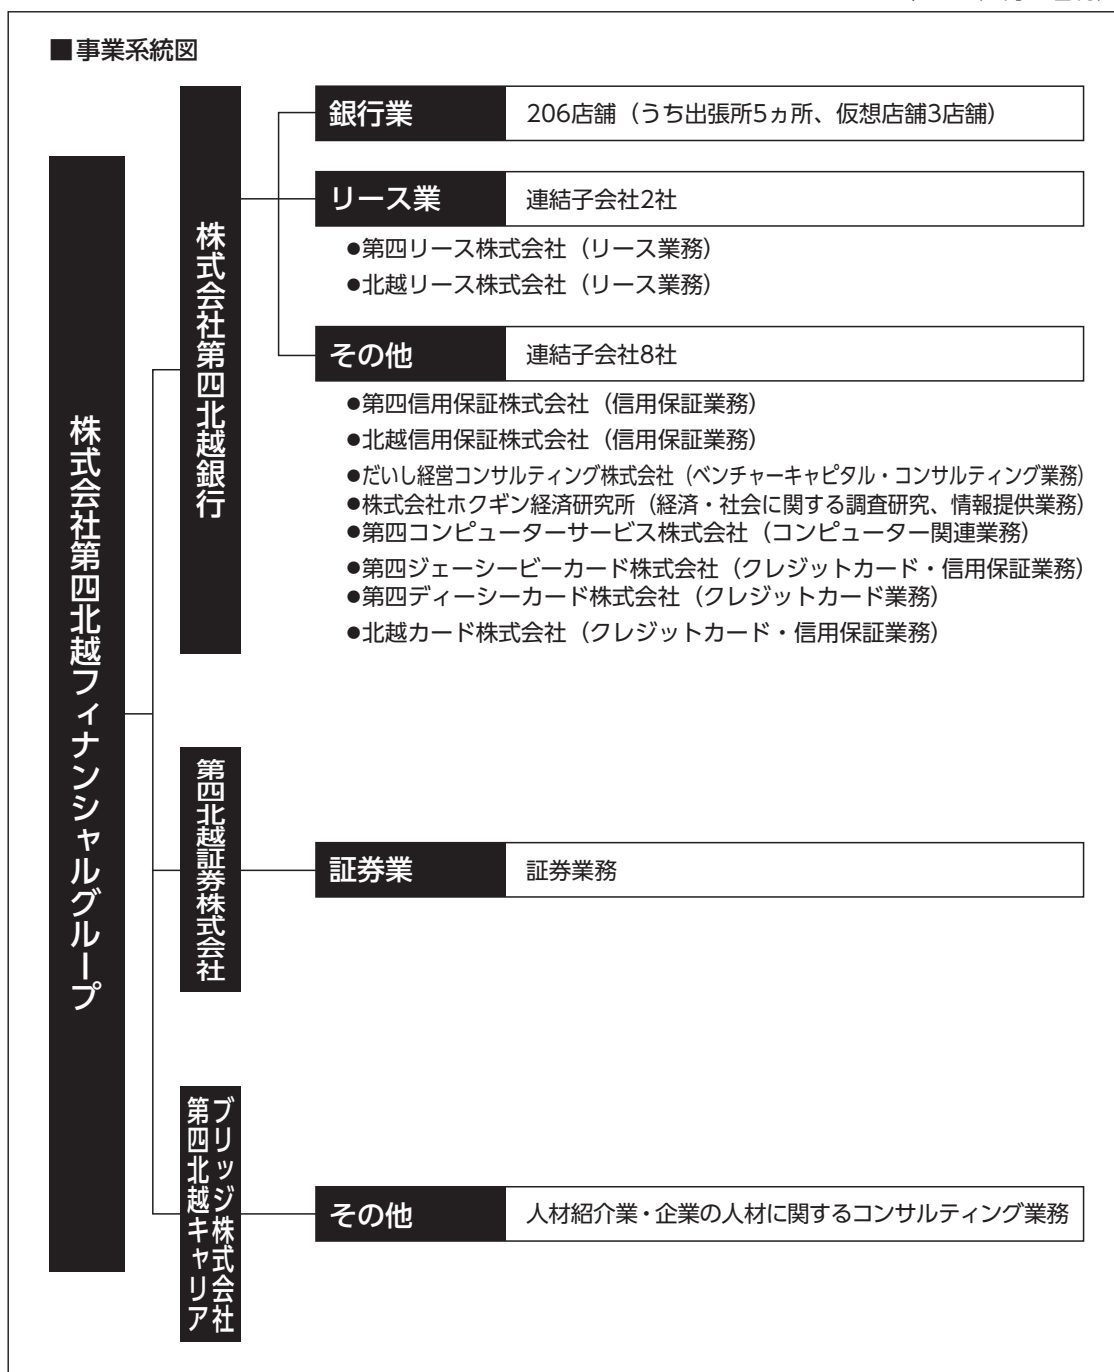 ■事業系統図
株式会社第四北越フィナンシャルグループ
株式会社第四北越銀行
銀行業
206店舗（うち出張所5ヵ所、仮想店舗3店舗）
リース業
連結子会社2社
●第四リース株式会社（リース業務）
●北越リース株式会社（リース業務）
その他
連結子会社8社
●第四信用保証株式会社（信用保証業務）
●北越信用保証株式会社（信用保証業務）
●だいし経営コンサルティング株式会社（ベンチャーキャピタル・コンサルティング業務）
●株式会社ホクギン経済研究所（経済・社会に関する調査研究、情報提供業務）
●第四コンピューターサービス株式会社（コンピューター関連業務）
●第四ジェーシービーカード株式会社（クレジットカード・信用保証業務）
●第四ディーシーカード株式会社（クレジットカード業務）
●北越カード株式会社（クレジットカード・信用保証業務）
第四北越証券株式会社
証券業
証券業務
第四北越キャリア
ブリッジ株式会社
その他
人材紹介業・企業の人材に関するコンサルティング業務